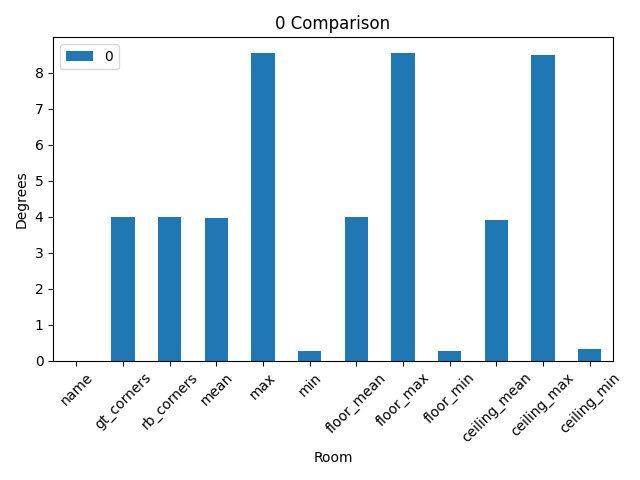 0 Comparison
0
Degrees
8
7
6
5
4
3
2
1
0
name
gt_corners
rb_corners
mean
max
min
floor_mean
floor_max
floor_min
ceiling_mean
ceiling_max
ceiling_min
Room